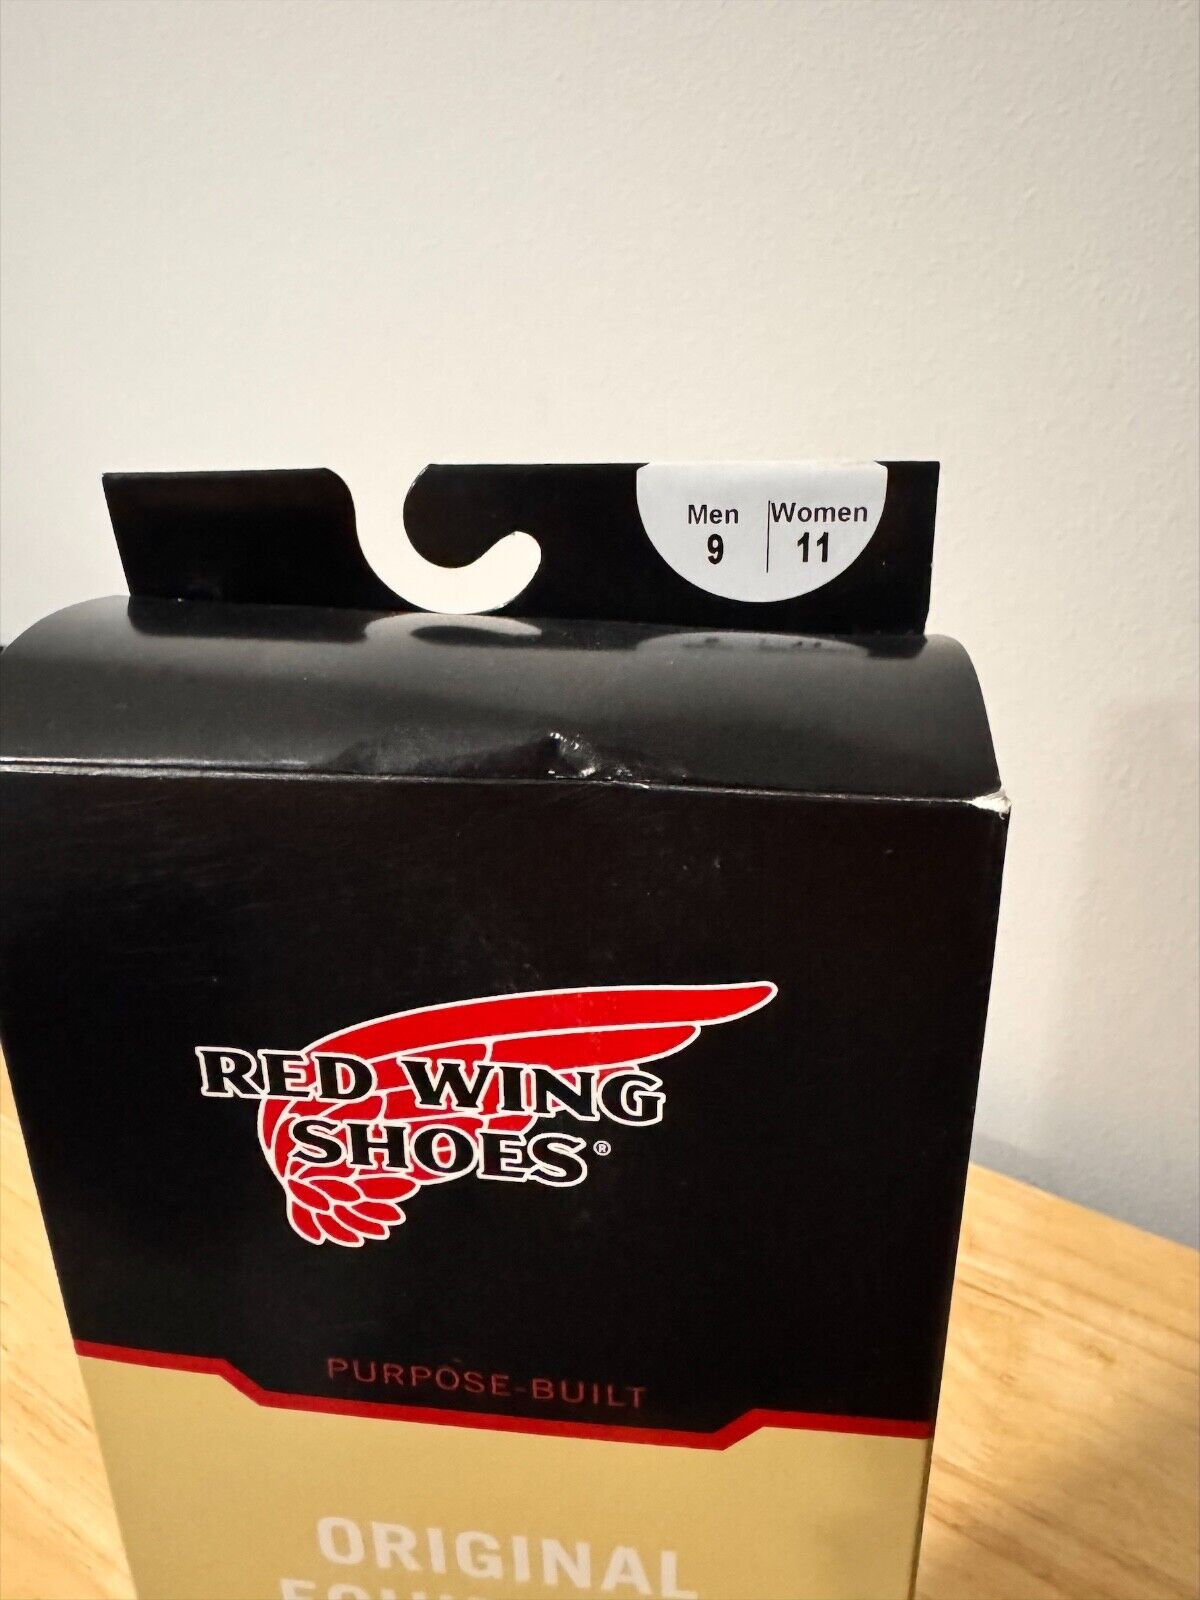 Men | Women
9 | 11
RED WING
SHOES®
PURPOSE-BUILT
ORIGINAL